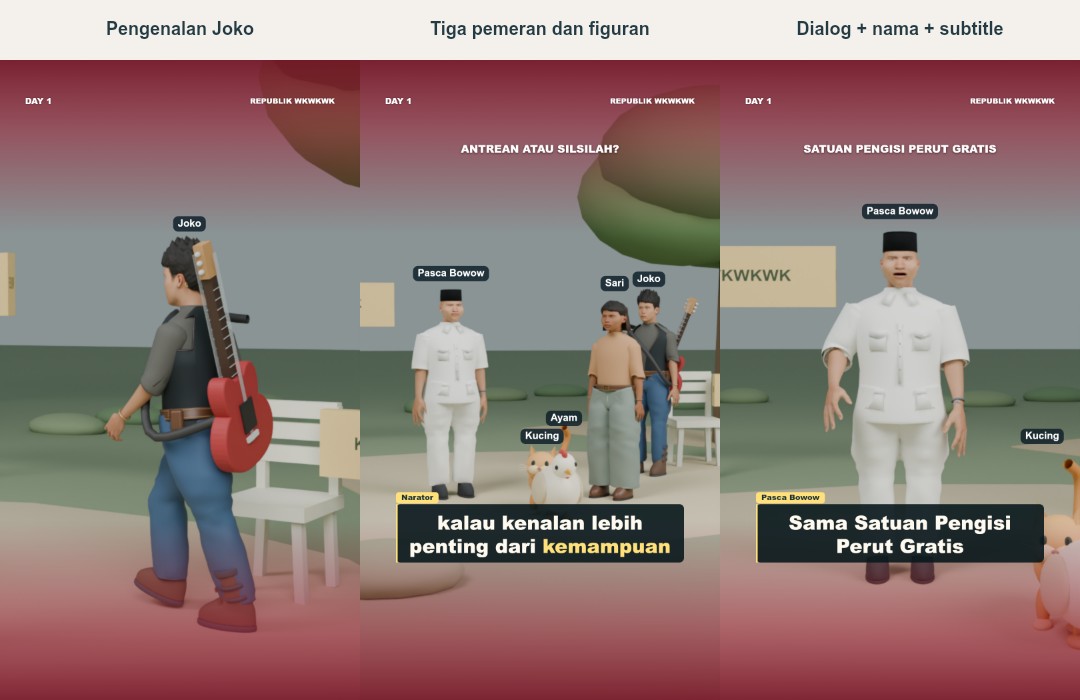 Pengenalan Joko
Tiga pemeran dan figuran
Dialog + nama + subtitle
DAY 1
REPUBLIK WKWKWK
Joko
DAY 1
REPUBLIK WKWKWK
ANTREAN ATAU SILSILAH?
Pasca Bowow
Sari
Joko
Ayam
Kucing
Narator
kalau kenalan lebih
penting dari kemampuan
DAY 1
REPUBLIK WKWKWK
SATUAN PENGISI PERUT GRATIS
Pasca Bowow
KWKWK
Kucing
Pasca Bowow
Sama Satuan Pengisi
Perut Gratis